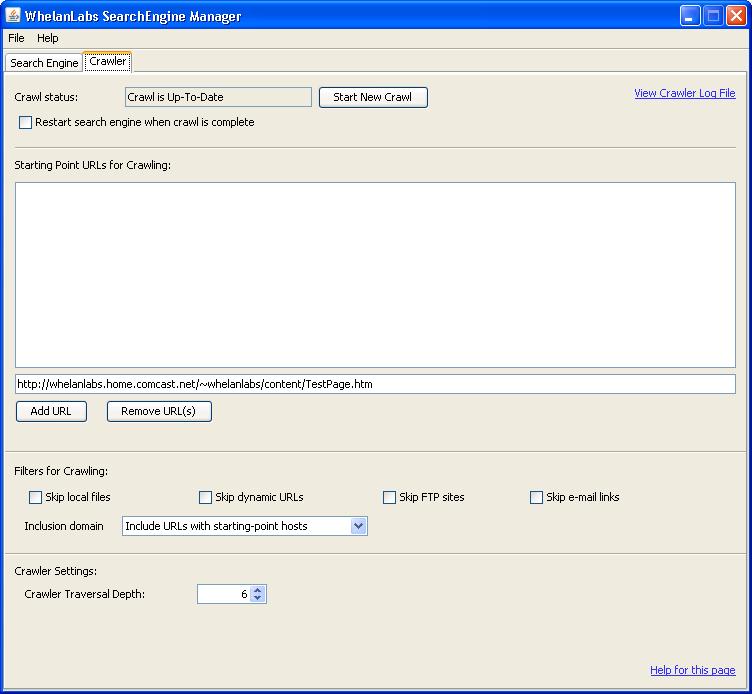 WhelanLabs SearchEngine Manager
File Help
Search Engine Crawler
Crawl status: Crawl is Up-To-Date Start New Crawl View Crawler Log File
Restart search engine when crawl is complete
Starting Point URLs for Crawling:
http://whelanlabs.home.comcast.net/~whelanlabs/content/TestPage.htm
Add URL Remove URL(s)
Filters for Crawling:
Skip local files Skip dynamic URLs Skip FTP sites Skip e-mail links
Inclusion domain Include URLs with starting-point hosts
Crawler Settings:
Crawler Traversal Depth: 6
Help for this page